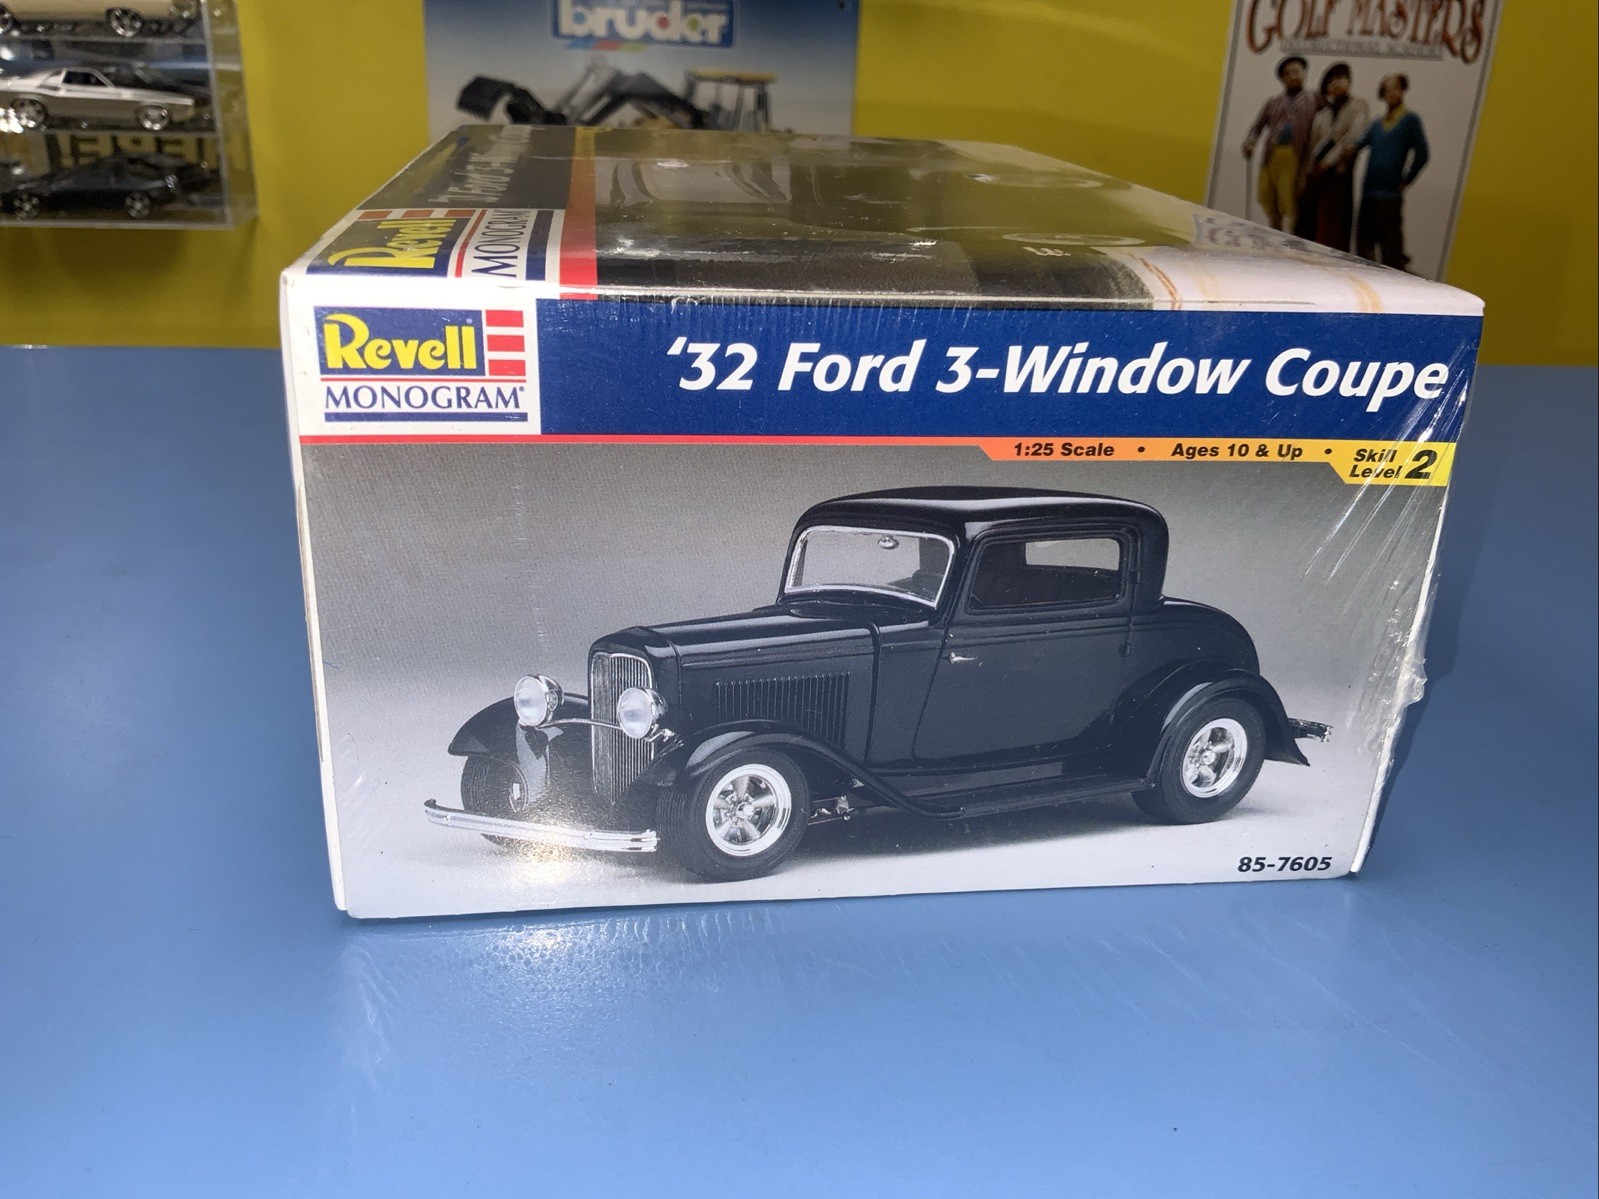 bruder
GOLF MASTERS
Revell
MONOGRAM
Revell
MONOGRAM
'32 Ford 3-Window Coupe
1:25 Scale • Ages 10 & Up • Skill Level 2
85-7605